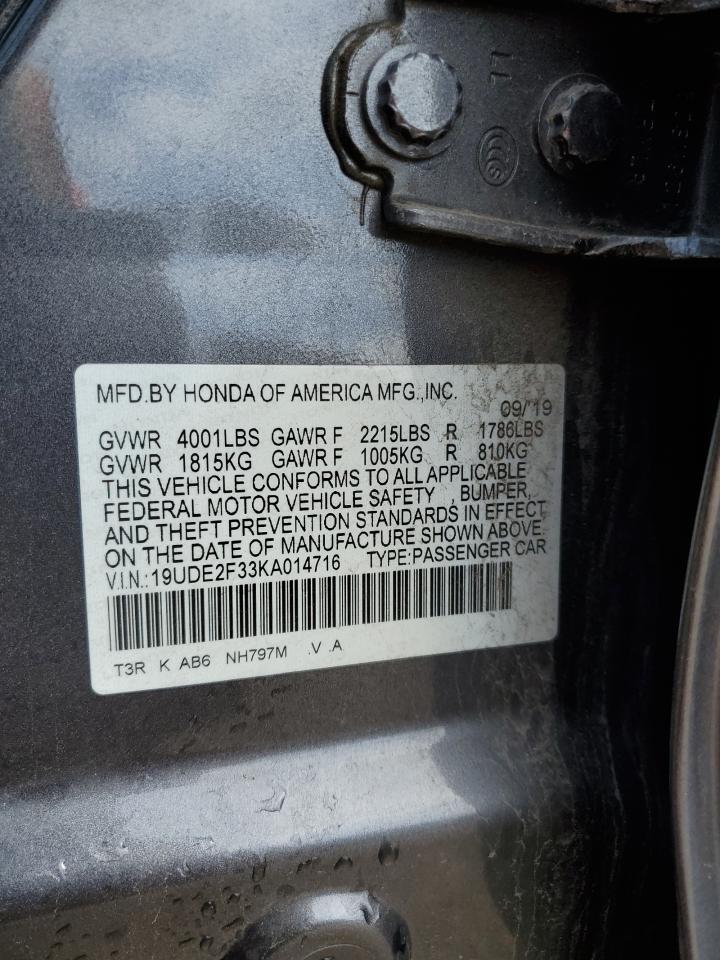 MFD.BY HONDA OF AMERICA MFG.,INC.
09/'19
GVWR 4001LBS GAWR F 2215LBS R 1786LBS
GVWR 1815KG GAWR F 1005KG R 810KG
THIS VEHICLE CONFORMS TO ALL APPLICABLE
FEDERAL MOTOR VEHICLE SAFETY , BUMPER,
AND THEFT PREVENTION STANDARDS IN EFFECT
ON THE DATE OF MANUFACTURE SHOWN ABOVE.
V.I.N.:19UDE2F33KA014716 TYPE:PASSENGER CAR
T3R K AB6 NH797M .V .A